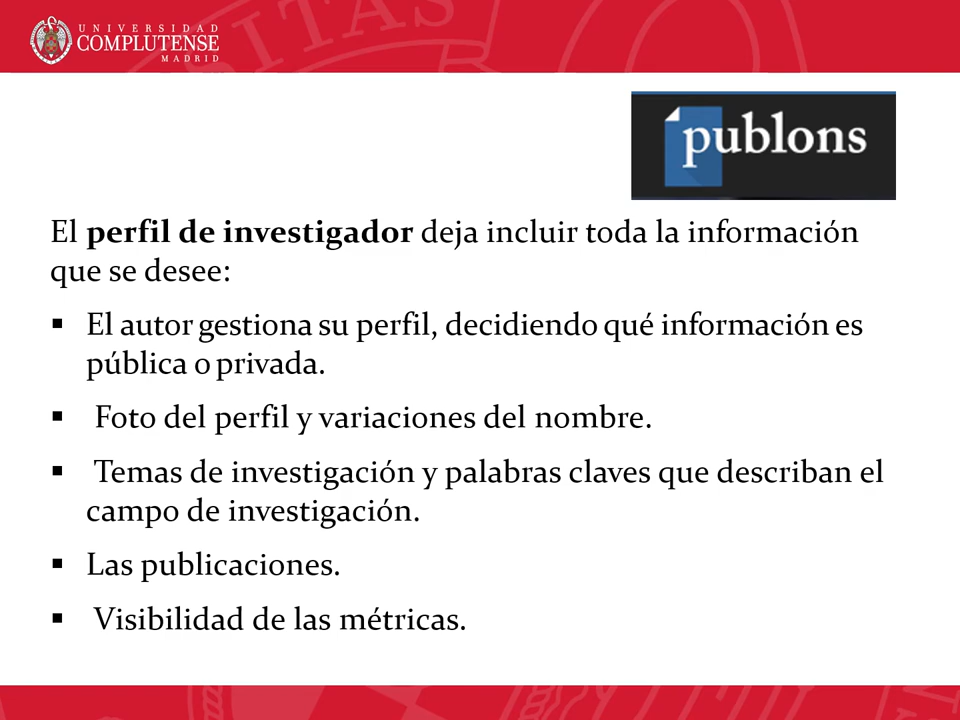 UNIVERSIDAD
COMPLUTENSE
MADRID
publons
El perfil de investigador deja incluir toda la información
que se desee:
▪ El autor gestiona su perfil, decidiendo qué información es
pública o privada.
▪ Foto del perfil y variaciones del nombre.
▪ Temas de investigación y palabras claves que describan el
campo de investigación.
▪ Las publicaciones.
▪ Visibilidad de las métricas.